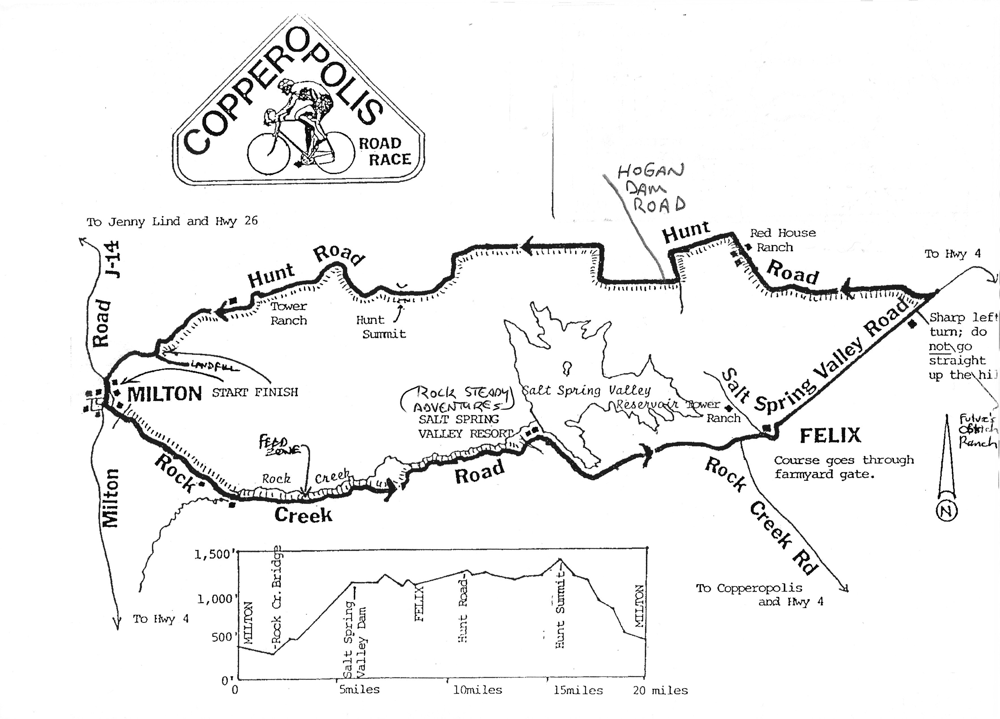 COPPEROPOLIS
ROAD
RACE
HOGAN
DAM
ROAD
To Jenny Lind and Hwy 26
Road J-14
Hunt Road
Hunt Road
Red House
Ranch
To Hwy 4
Tower
Ranch
Hunt
Summit
Sharp left
turn; do
not go
straight
up the hil
LANDFILL
MILTON
START FINISH
Salt Spring Valley Road
Salt Spring Valley
Reservoir
Tower
Ranch
(ROCK STEADY
ADVENTURES)
SALT SPRING
VALLEY RESORT
FELIX
Course goes through
farmyard gate.
Ranch
N
FEED
ZONE
Rock Creek
Rock Creek Road
Milton
Rock Creek Rd
To Copperopolis
and Hwy 4
To Hwy 4
1,500'
1,000'
500'
0'
MILTON
-Rock Cr. Bridge
Salt Spring
Valley Dam
FELIX
Hunt Road-
Hunt Summit-
MILTON
0
5miles
10miles
15miles
20 miles